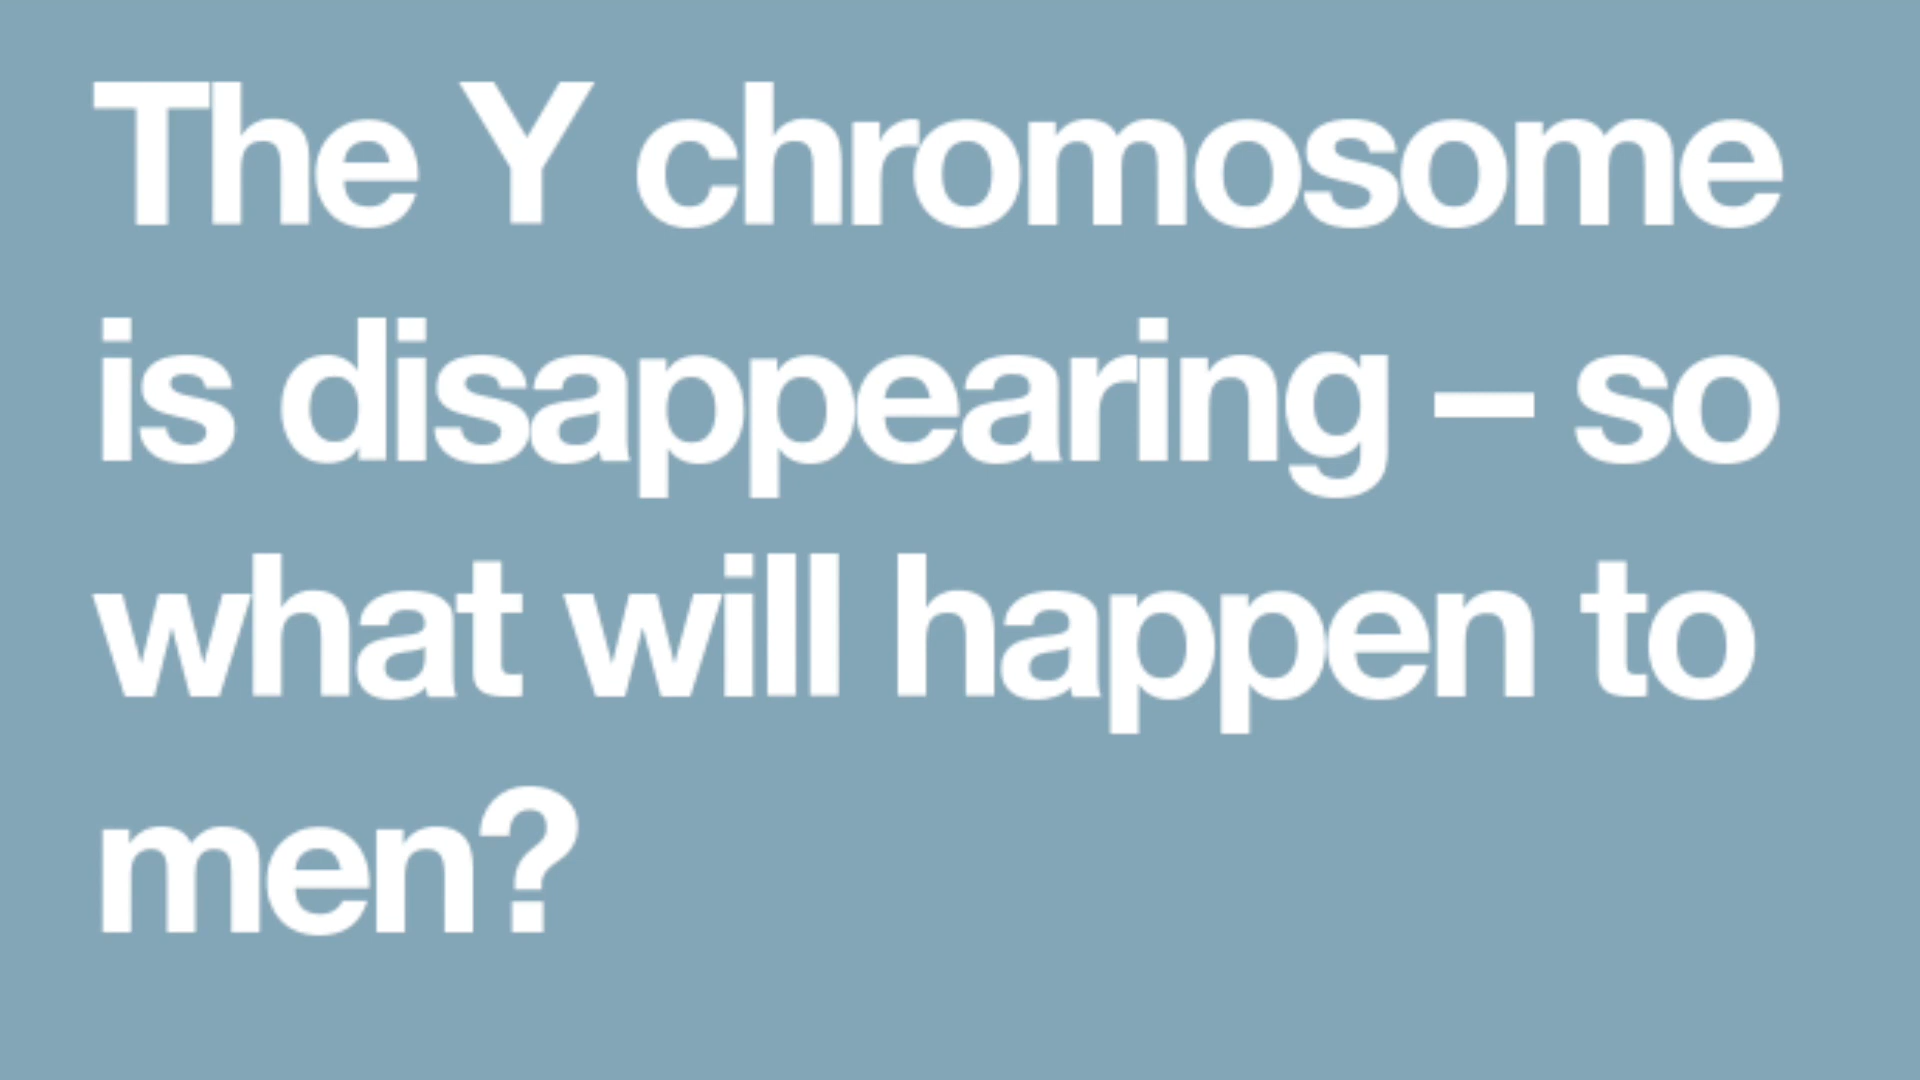 The Y chromosome
is disappearing – so
what will happen to
men?